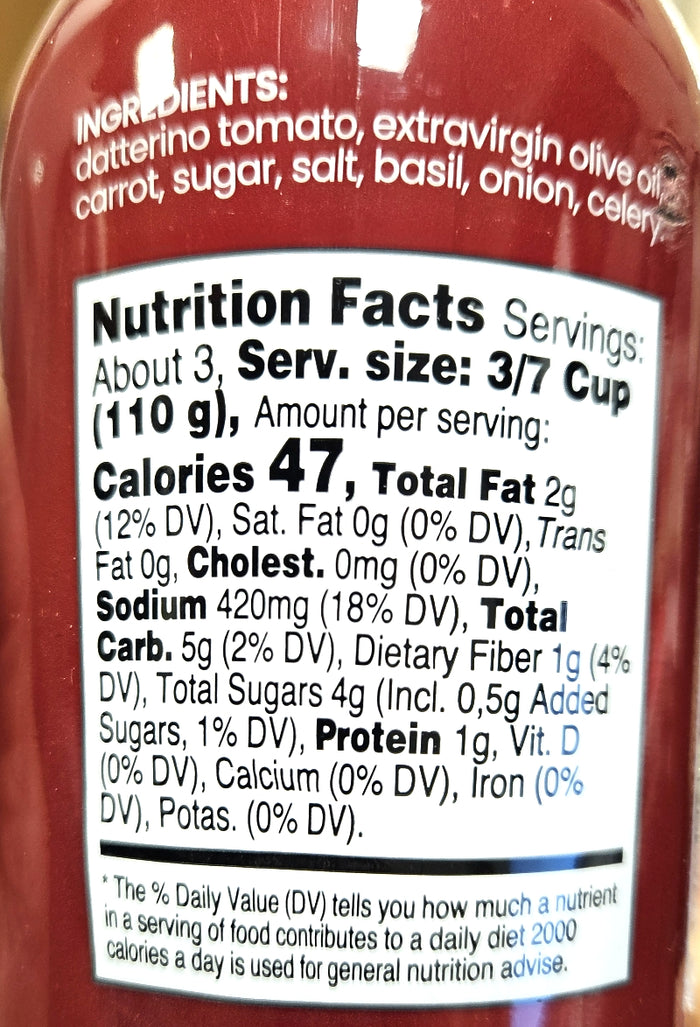 INGREDIENTS:
datterino tomato, extravirgin olive oil,
carrot, sugar, salt, basil, onion, celery.
Nutrition Facts Servings:
About 3, Serv. size: 3/7 Cup
(110 g), Amount per serving:
Calories 47, Total Fat 2g
(12% DV), Sat. Fat 0g (0% DV), Trans
Fat 0g, Cholest. 0mg (0% DV),
Sodium 420mg (18% DV), Total
Carb. 5g (2% DV), Dietary Fiber 1g (4%
DV), Total Sugars 4g (Incl. 0,5g Added
Sugars, 1% DV), Protein 1g, Vit. D
(0% DV), Calcium (0% DV), Iron (0%
DV), Potas. (0% DV).
* The % Daily Value (DV) tells you how much a nutrient
in a serving of food contributes to a daily diet 2000
calories a day is used for general nutrition advise.